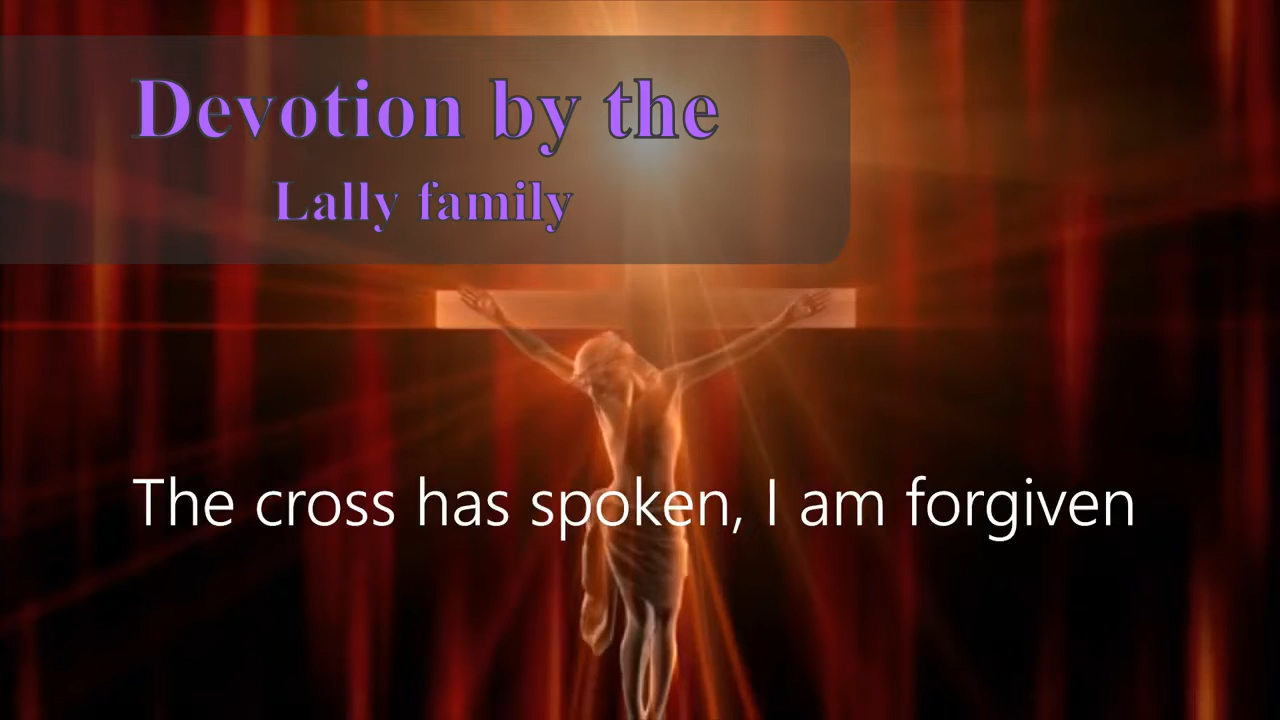 Devotion by the
Lally family
The cross has spoken, I am forgiven